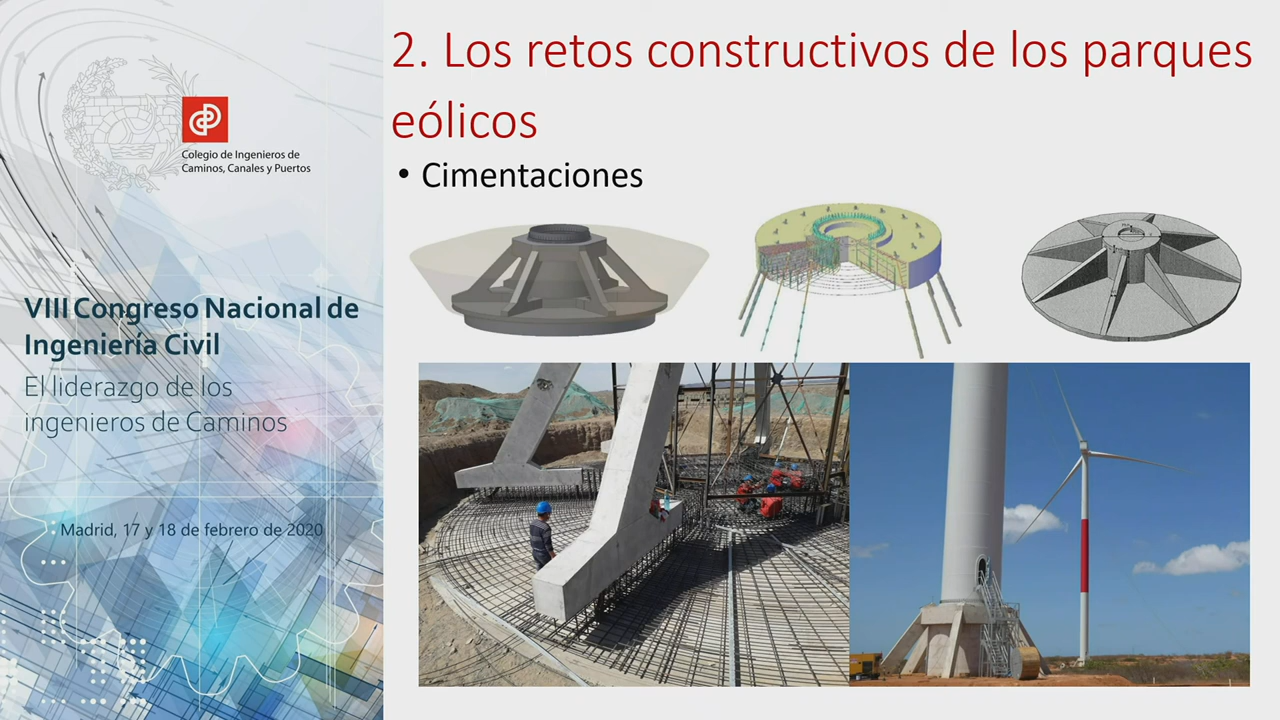 Colegio de Ingenieros de
Caminos, Canales y Puertos
VIII Congreso Nacional de
Ingeniería Civil
El liderazgo de los
ingenieros de Caminos
Madrid, 17 y 18 de febrero de 2020
2. Los retos constructivos de los parques
eólicos
• Cimentaciones